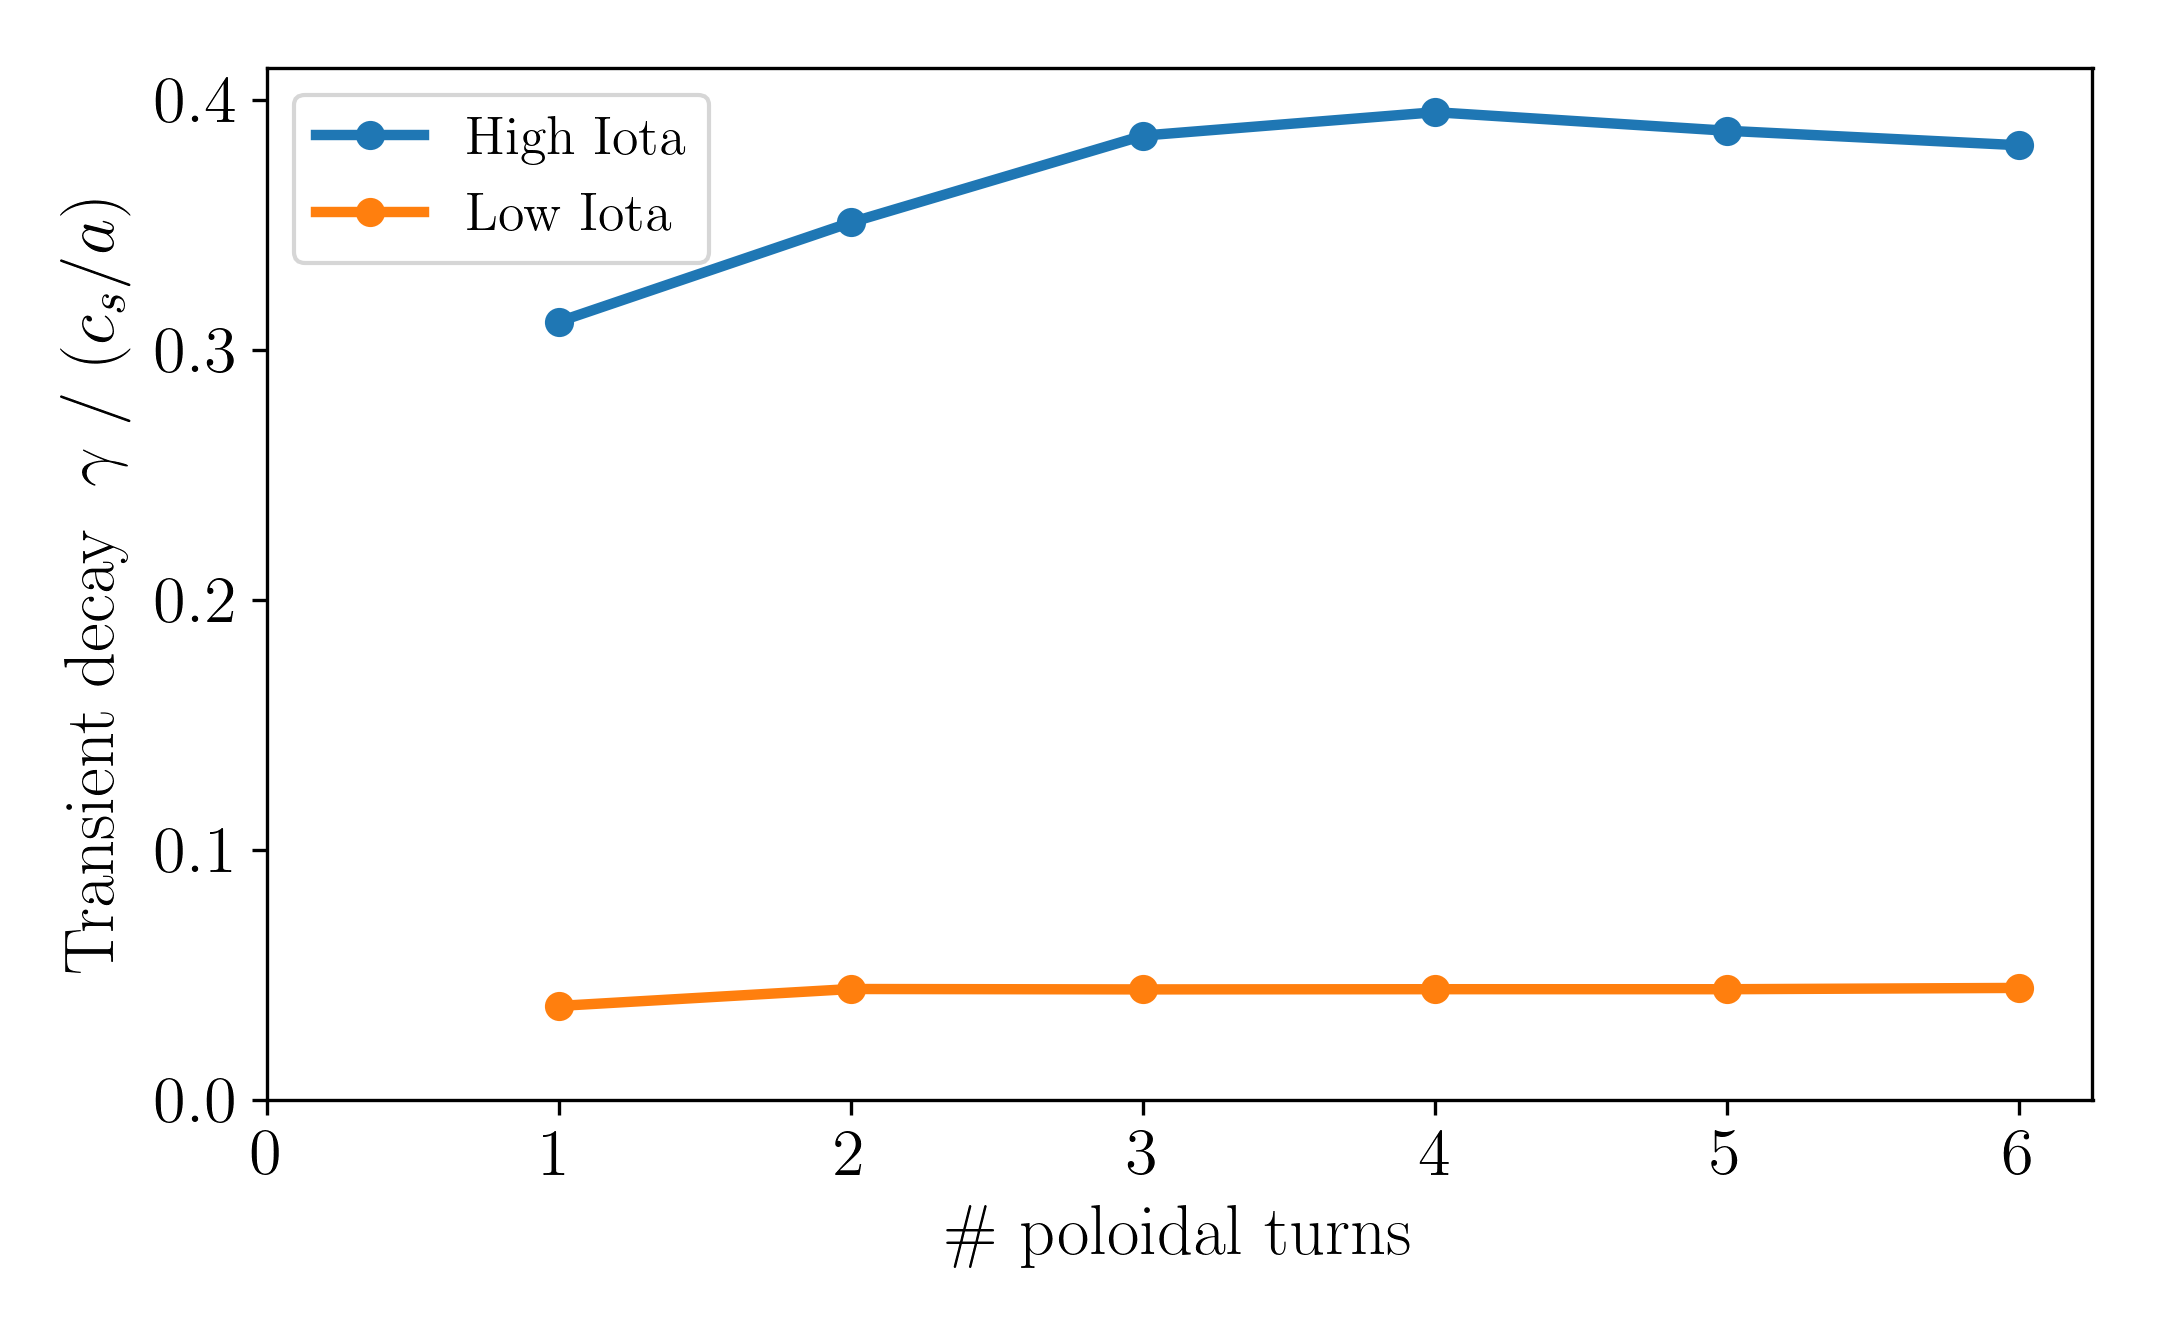 High Iota
Low Iota
Transient decay γ / (c_s/a)
0.4
0.3
0.2
0.1
0.0
0 1 2 3 4 5 6
# poloidal turns